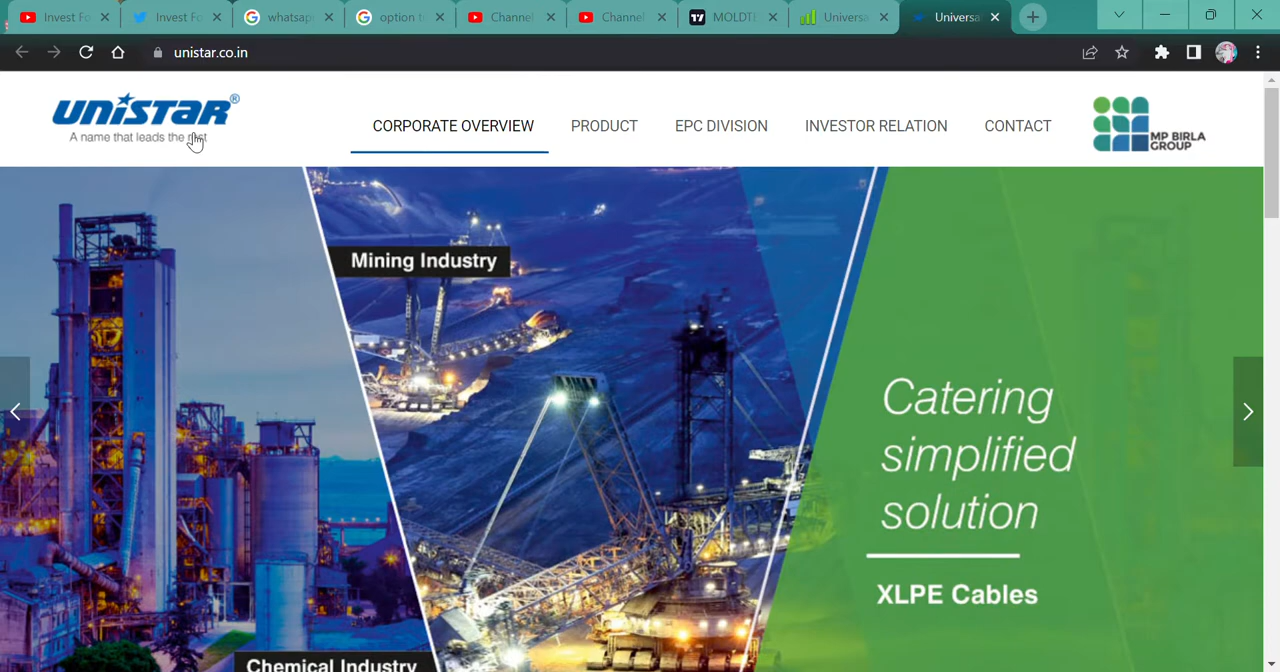 Invest Fo
Invest Fo
whatsap
option t
Channel
Channel
MOLDT
Universa
Universa
unistar.co.in
UNISTAR®
A name that leads the rest
CORPORATE OVERVIEW
PRODUCT
EPC DIVISION
INVESTOR RELATION
CONTACT
MP BIRLA
GROUP
Mining Industry
Catering
simplified
solution
XLPE Cables
Chemical Industry